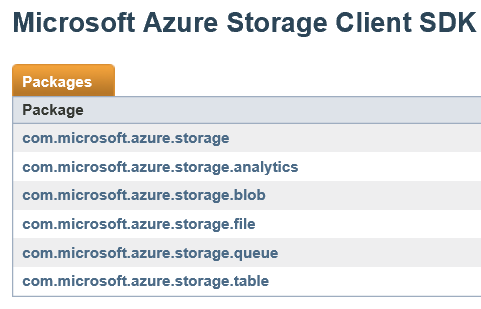 Microsoft Azure Storage Client SDK
Packages
Package
com.microsoft.azure.storage
com.microsoft.azure.storage.analytics
com.microsoft.azure.storage.blob
com.microsoft.azure.storage.file
com.microsoft.azure.storage.queue
com.microsoft.azure.storage.table